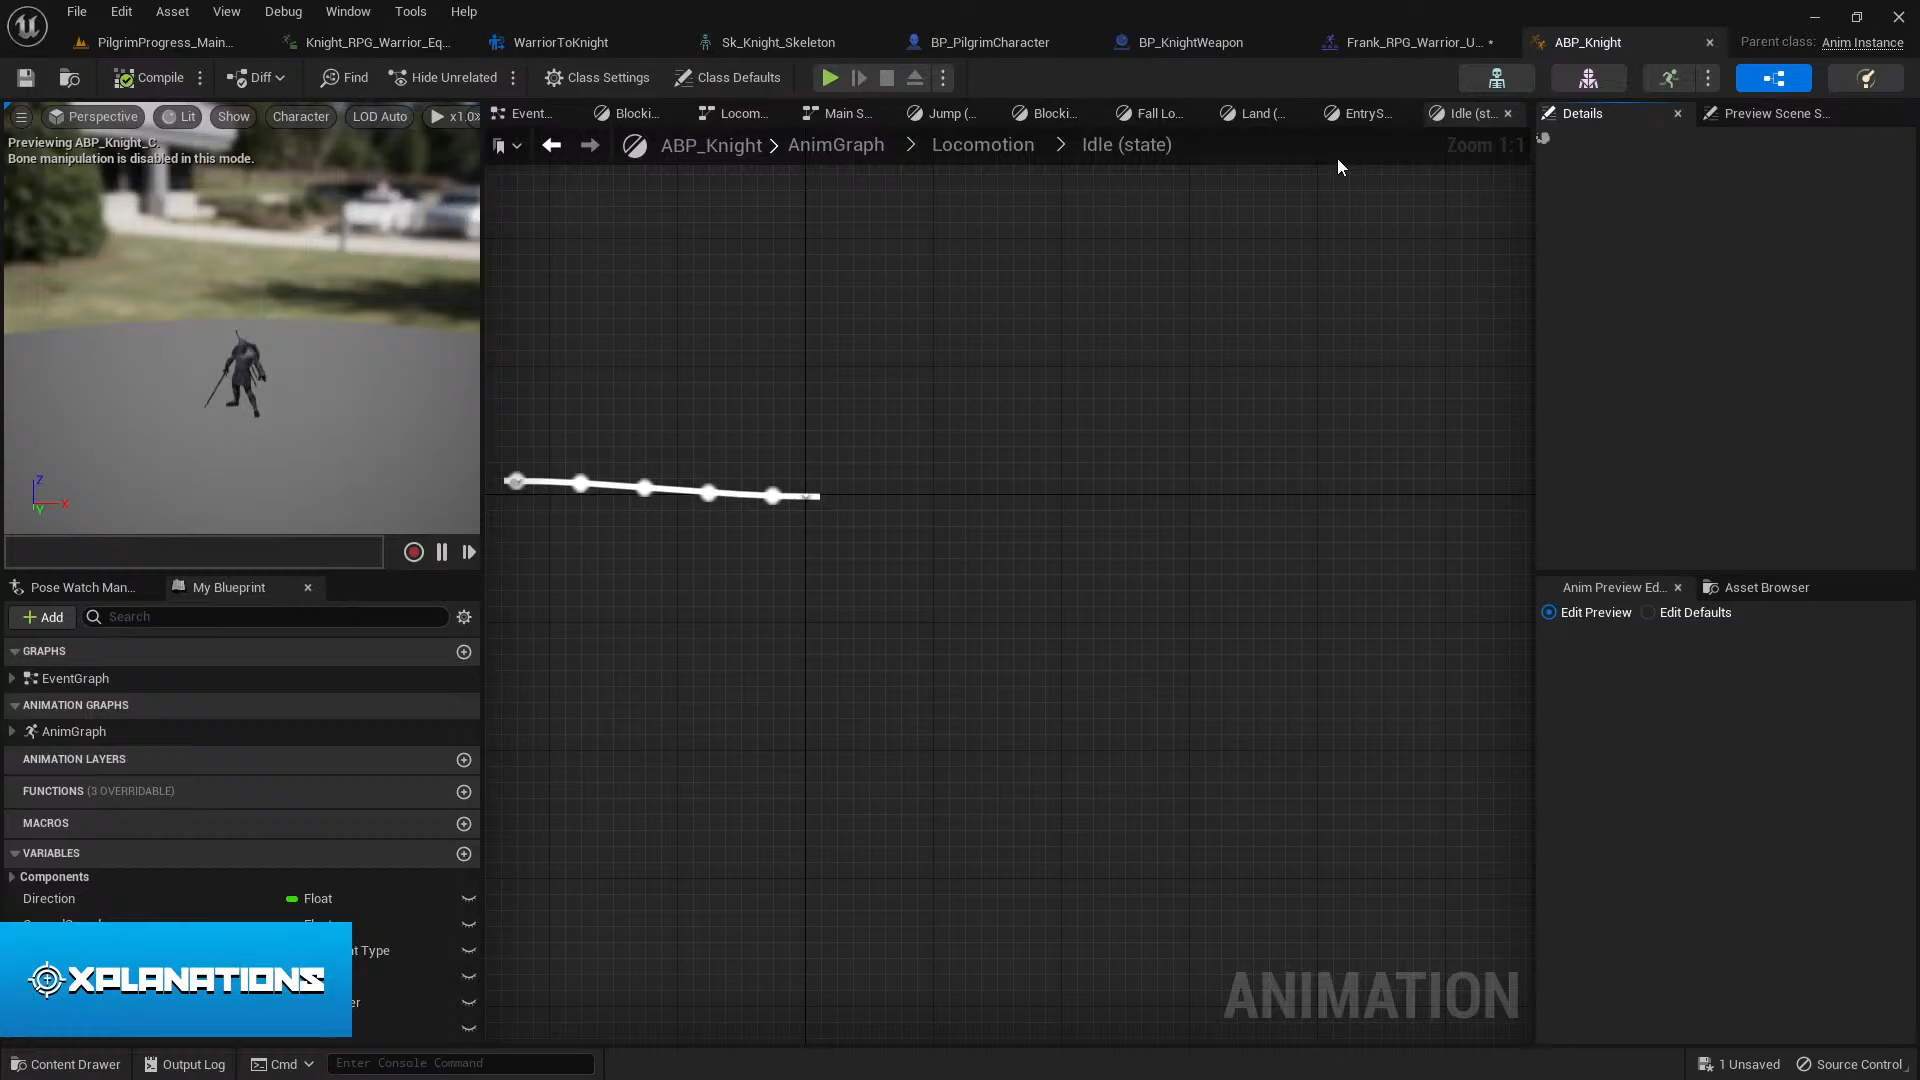 File Edit View Asset Debug Window Tools Help
PilgrimProgress_Main...
Knight_RPG_Warrior_Eq...
WarriorToKnight
Sk_Knight_Skeleton
BP_PilgrimCharacter
BP_KnightWeapon
Frank_RPG_Warrior_U... •
ABP_Knight
Parent class: Anim Instance
Compile
Diff
Find
Hide Unrelated
Class Settings
Class Defaults
Perspective
Lit
Show
Character
LOD Auto
x1.0
Previewing ABP_Knight_C.
Bone manipulation is disabled in this mode.
Z
X
Y
Event...
Blocki...
Locom...
Main S...
Jump (...
Blocki...
Fall Lo...
Land (...
EntryS...
Idle (st...
ABP_Knight > AnimGraph > Locomotion > Idle (state)
Zoom 1:1
ANIMATION
Details
Preview Scene S...
Pose Watch Man...
My Blueprint
Add
Search
GRAPHS
EventGraph
ANIMATION GRAPHS
AnimGraph
ANIMATION LAYERS
FUNCTIONS (3 OVERRIDABLE)
MACROS
VARIABLES
Components
Direction Float
nt Type
er
XPLANATIONS
Anim Preview Ed...
Asset Browser
Edit Preview
Edit Defaults
Content Drawer
Output Log
Cmd
Enter Console Command
1 Unsaved
Source Control